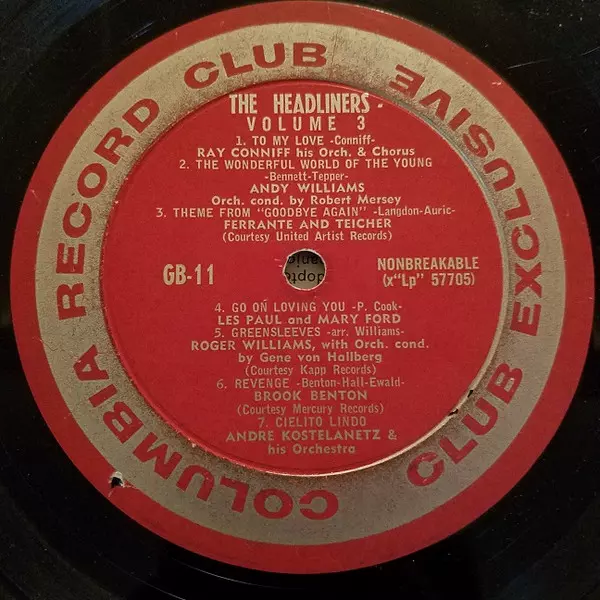 COLUMBIA RECORD CLUB
CLUB EXCLUSIVE
THE HEADLINERS -
VOLUME 3
1. TO MY LOVE -Conniff-
RAY CONNIFF his Orch. & Chorus
2. THE WONDERFUL WORLD OF THE YOUNG
-Bennett-Tepper-
ANDY WILLIAMS
Orch. cond. by Robert Mersey
3. THEME FROM "GOODBYE AGAIN" -Langdon-Auric-
FERRANTE AND TEICHER
(Courtesy United Artist Records)
GB-11
NONBREAKABLE
(x"Lp" 57705)
4. GO ON LOVING YOU -P. Cook-
LES PAUL and MARY FORD
5. GREENSLEEVES -arr. Williams-
ROGER WILLIAMS, with Orch. cond.
by Gene von Hallberg
(Courtesy Kapp Records)
6. REVENGE -Benton-Hall-Ewald-
BROOK BENTON
(Courtesy Mercury Records)
7. CIELITO LINDO
ANDRE KOSTELANETZ &
his Orchestra